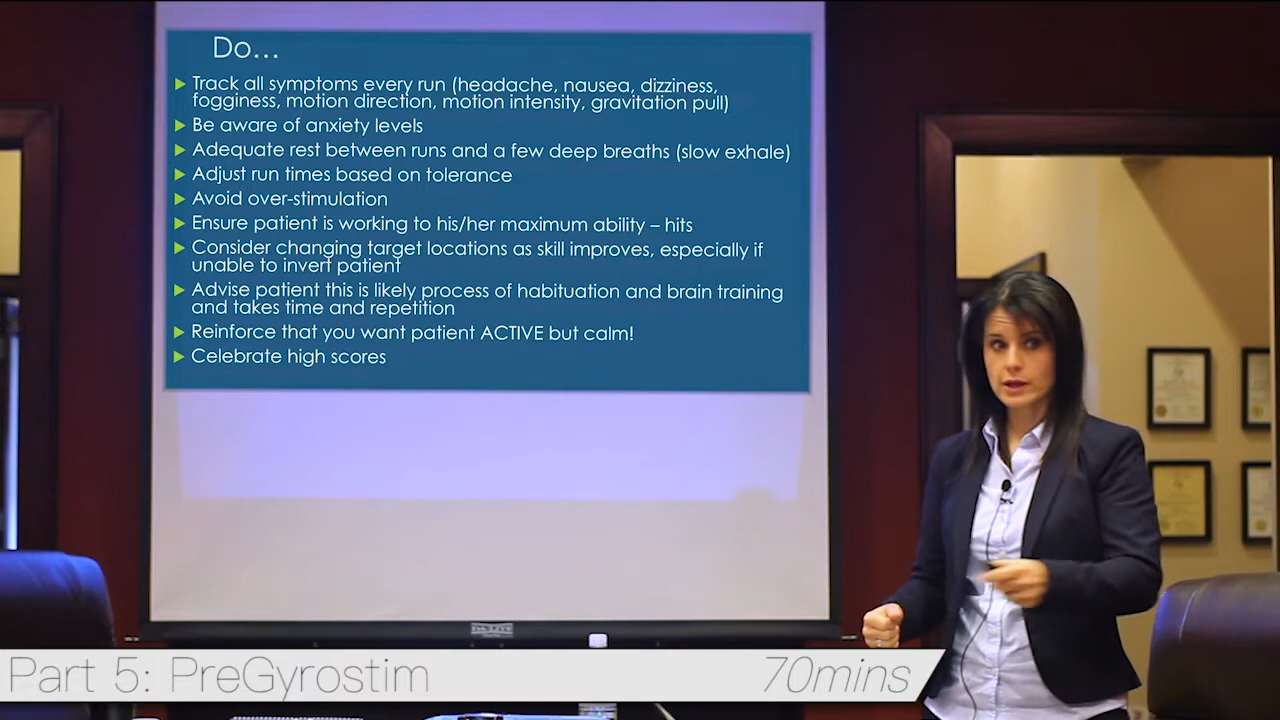 Do...
Track all symptoms every run (headache, nausea, dizziness,
fogginess, motion direction, motion intensity, gravitation pull)
Be aware of anxiety levels
Adequate rest between runs and a few deep breaths (slow exhale)
Adjust run times based on tolerance
Avoid over-stimulation
Ensure patient is working to his/her maximum ability – hits
Consider changing target locations as skill improves, especially if
unable to invert patient
Advise patient this is likely process of habituation and brain training
and takes time and repetition
Reinforce that you want patient ACTIVE but calm!
Celebrate high scores
DA-LITE
Part 5: PreGyrostim
70mins